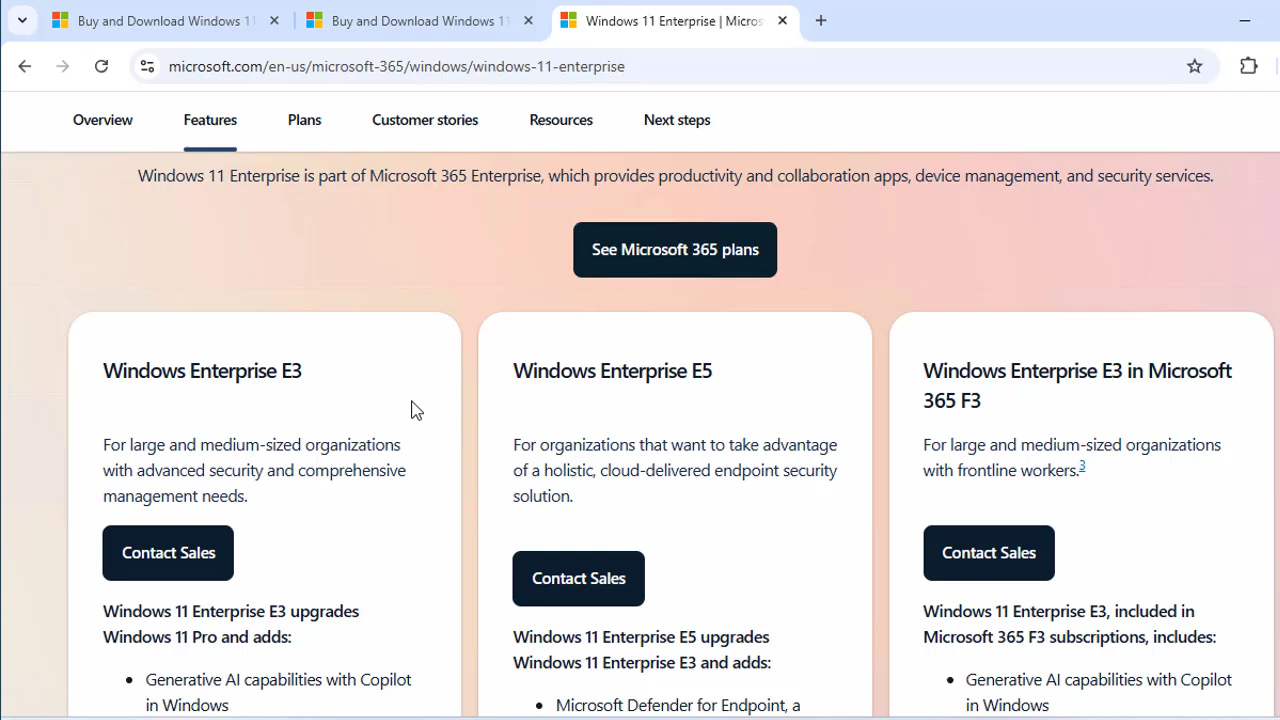 Buy and Download Windows 11
Buy and Download Windows 11
Windows 11 Enterprise | Micros
microsoft.com/en-us/microsoft-365/windows/windows-11-enterprise
Overview
Features
Plans
Customer stories
Resources
Next steps
Windows 11 Enterprise is part of Microsoft 365 Enterprise, which provides productivity and collaboration apps, device management, and security services.
See Microsoft 365 plans
Windows Enterprise E3
For large and medium-sized organizations
with advanced security and comprehensive
management needs.
Contact Sales
Windows 11 Enterprise E3 upgrades
Windows 11 Pro and adds:
• Generative AI capabilities with Copilot
in Windows
Windows Enterprise E5
For organizations that want to take advantage
of a holistic, cloud-delivered endpoint security
solution.
Contact Sales
Windows 11 Enterprise E5 upgrades
Windows 11 Enterprise E3 and adds:
• Microsoft Defender for Endpoint, a
Windows Enterprise E3 in Microsoft
365 F3
For large and medium-sized organizations
with frontline workers.3
Contact Sales
Windows 11 Enterprise E3, included in
Microsoft 365 F3 subscriptions, includes:
• Generative AI capabilities with Copilot
in Windows